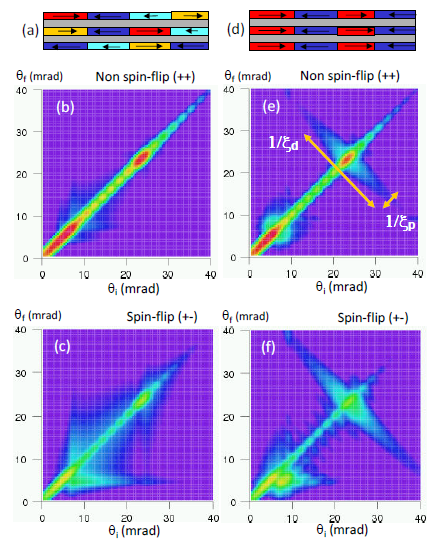 (a) (d)
θf (mrad) Non spin-flip (++) θf (mrad) Non spin-flip (++)
40 40
(b) (e)
30 30
1/ξd
20 20
10 10
1/ξp
0 0
0 10 20 30 40 0 10 20 30 40
θi (mrad) θi (mrad)
θf (mrad) Spin-flip (+-) θf (mrad) Spin-flip (+-)
40 40
(c) (f)
30 30
20 20
10 10
0 0
0 10 20 30 40 0 10 20 30 40
θi (mrad) θi (mrad)